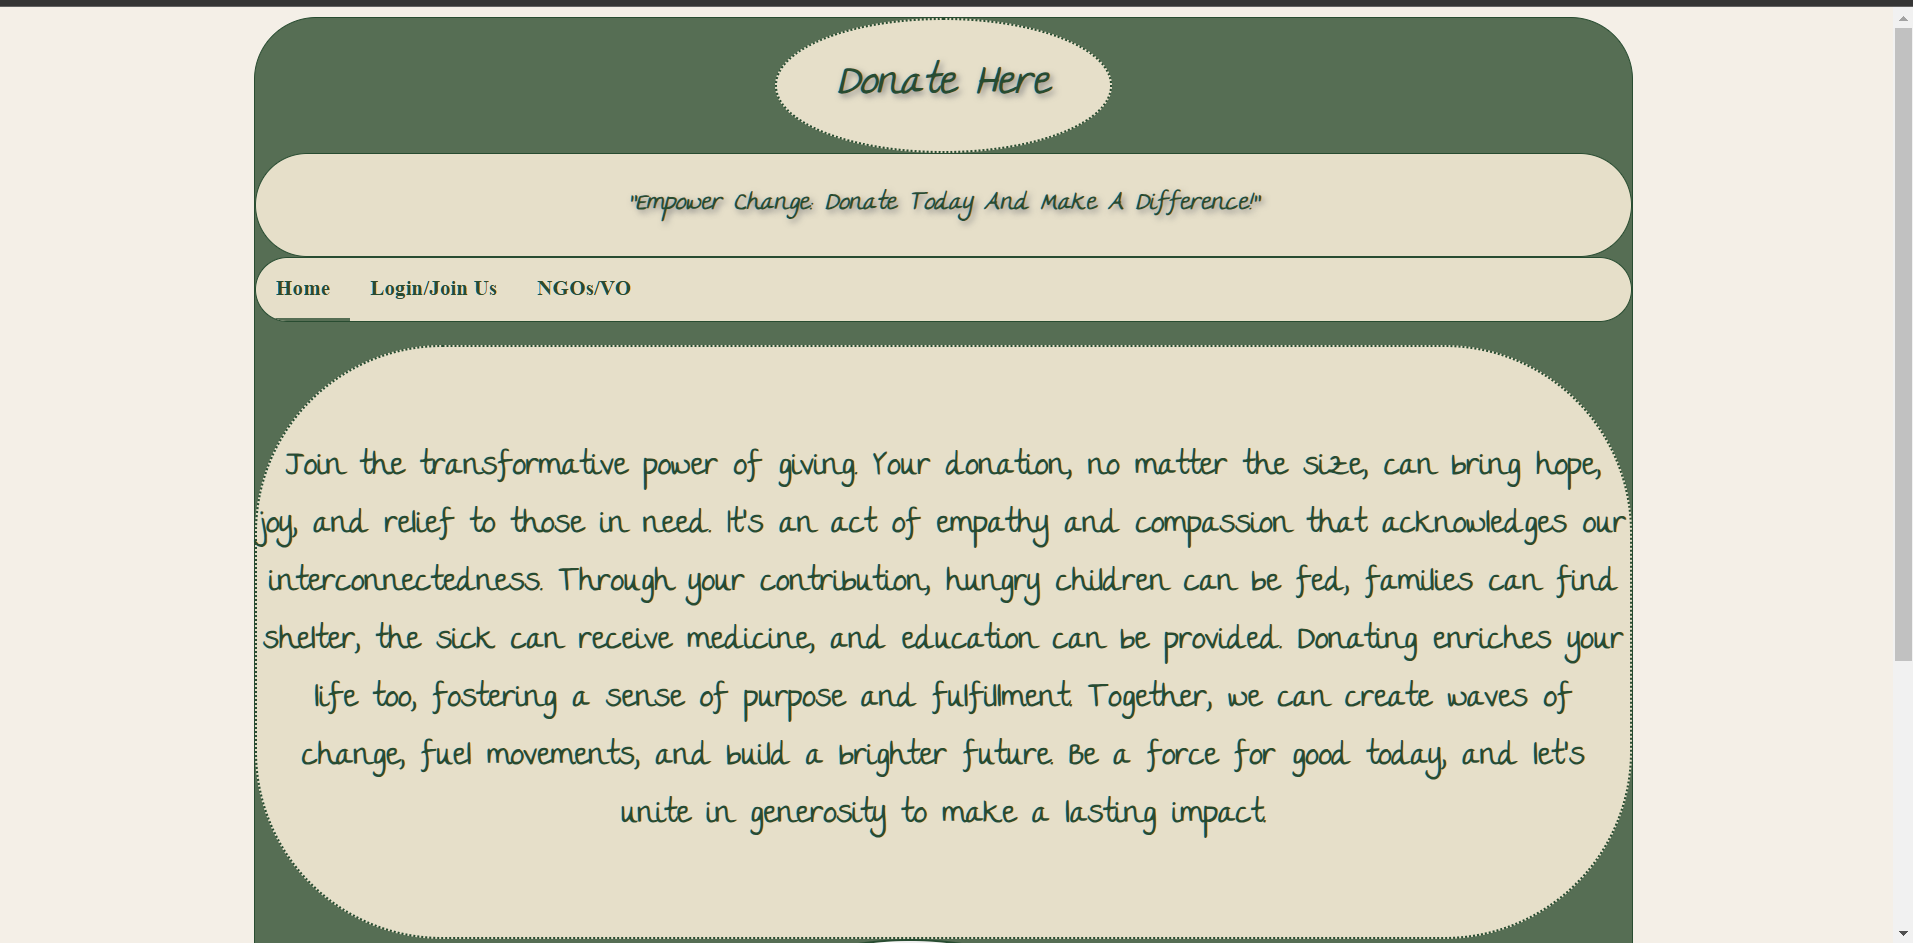 Donate Here
"Empower Change: Donate Today And Make A Difference!"
Home Login/Join Us NGOs/VO
Join the transformative power of giving. Your donation, no matter the size, can bring hope,
joy, and relief to those in need. It's an act of empathy and compassion that acknowledges our
interconnectedness. Through your contribution, hungry children can be fed, families can find
shelter, the sick can receive medicine, and education can be provided. Donating enriches your
life too, fostering a sense of purpose and fulfillment. Together, we can create waves of
change, fuel movements, and build a brighter future. Be a force for good today, and let's
unite in generosity to make a lasting impact.